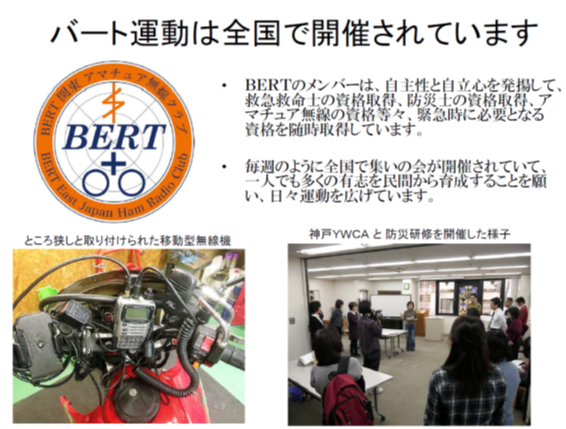 バート運動は全国で開催されています
BERT 関東 アマチュア無線クラブ
BERT
BERT East Japan Ham Radio Club
• BERTのメンバーは、自主性と自立心を発揚して、
救急救命士の資格取得、防災士の資格取得、ア
マチュア無線の資格等々、緊急時に必要となる
資格を随時取得しています。
• 毎週のように全国で集いの会が開催されていて、
一人でも多くの有志を民間から育成することを願
い、日々運動を広げています。
ところ狭しと取り付けられた移動型無線機
神戸YWCA と 防災研修を開催した様子